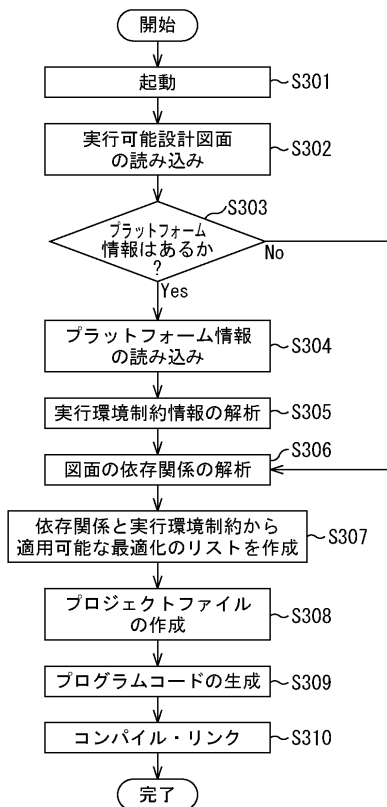 開始
起動
S301
実行可能設計図面
の読み込み
S302
S303
プラットフォーム
情報はあるか
?
No
Yes
プラットフォーム情報
の読み込み
S304
実行環境制約情報の解析
S305
S306
図面の依存関係の解析
依存関係と実行環境制約から
適用可能な最適化のリストを作成
S307
プロジェクトファイル
の作成
S308
プログラムコードの生成
S309
コンパイル・リンク
S310
完了